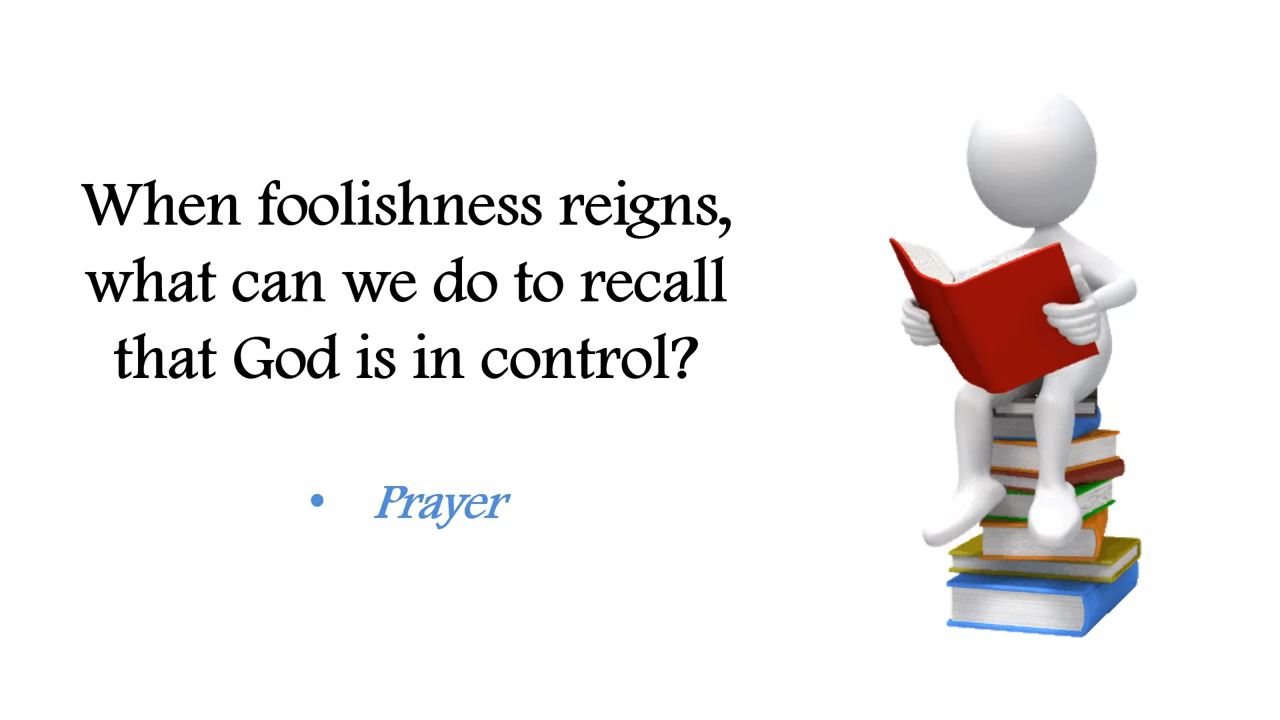 When foolishness reigns,
what can we do to recall
that God is in control?
• Prayer